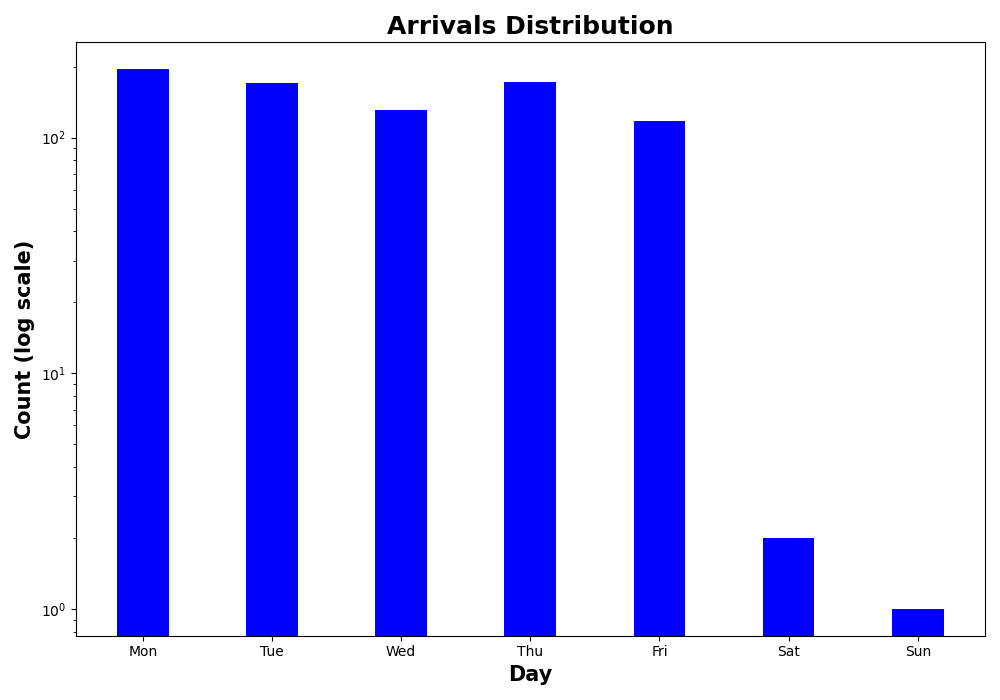 Arrivals Distribution
Count (log scale)
10²
10¹
10⁰
Mon Tue Wed Thu Fri Sat Sun
Day